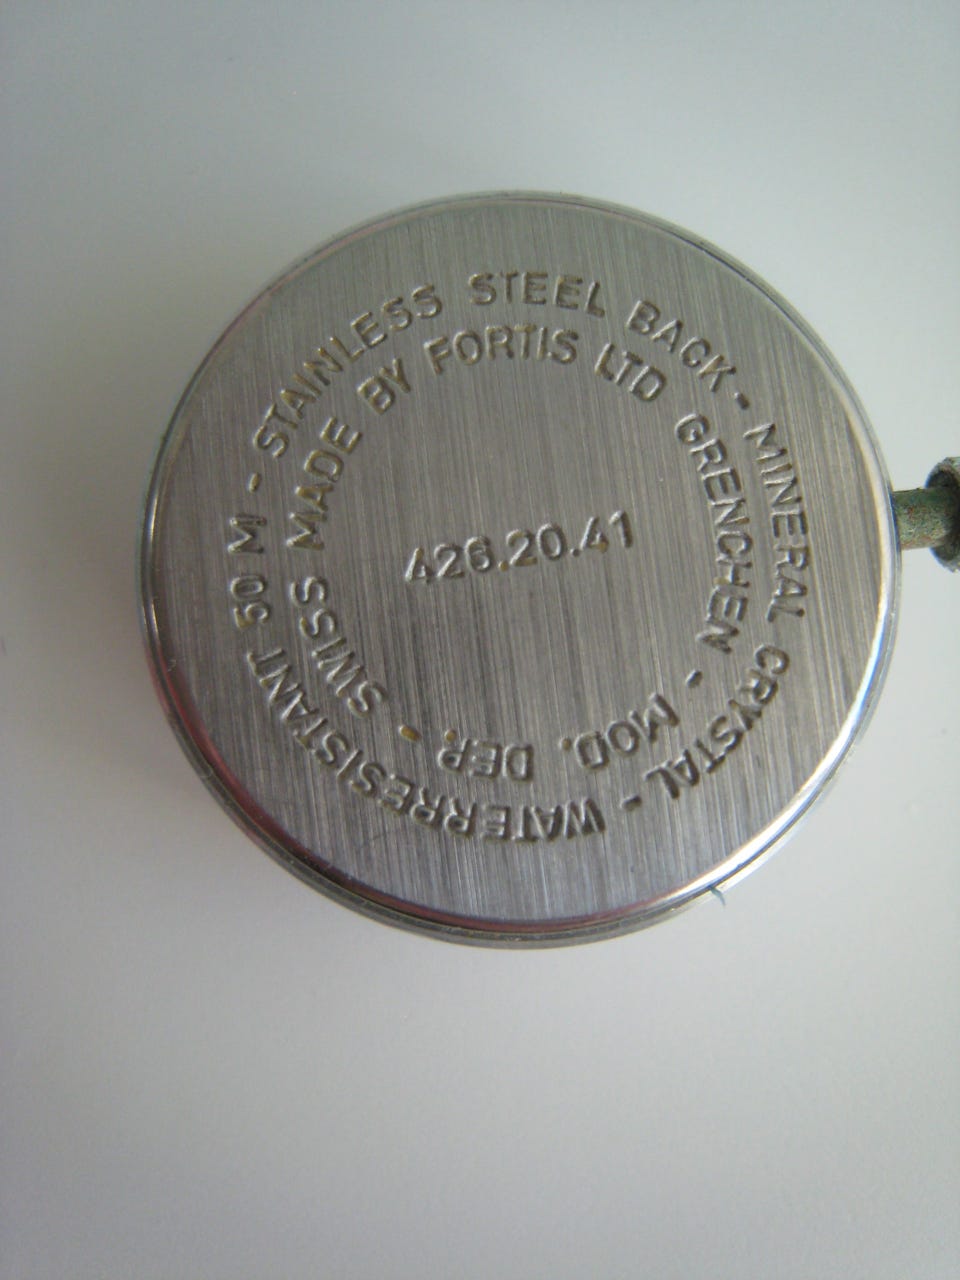 STAINLESS STEEL BACK - MINERAL CRYSTAL - WATERRESISTANT 50 M -
SWISS MADE BY FORTIS LTD GRENCHEN - MOD. DEP. -
426.20.41